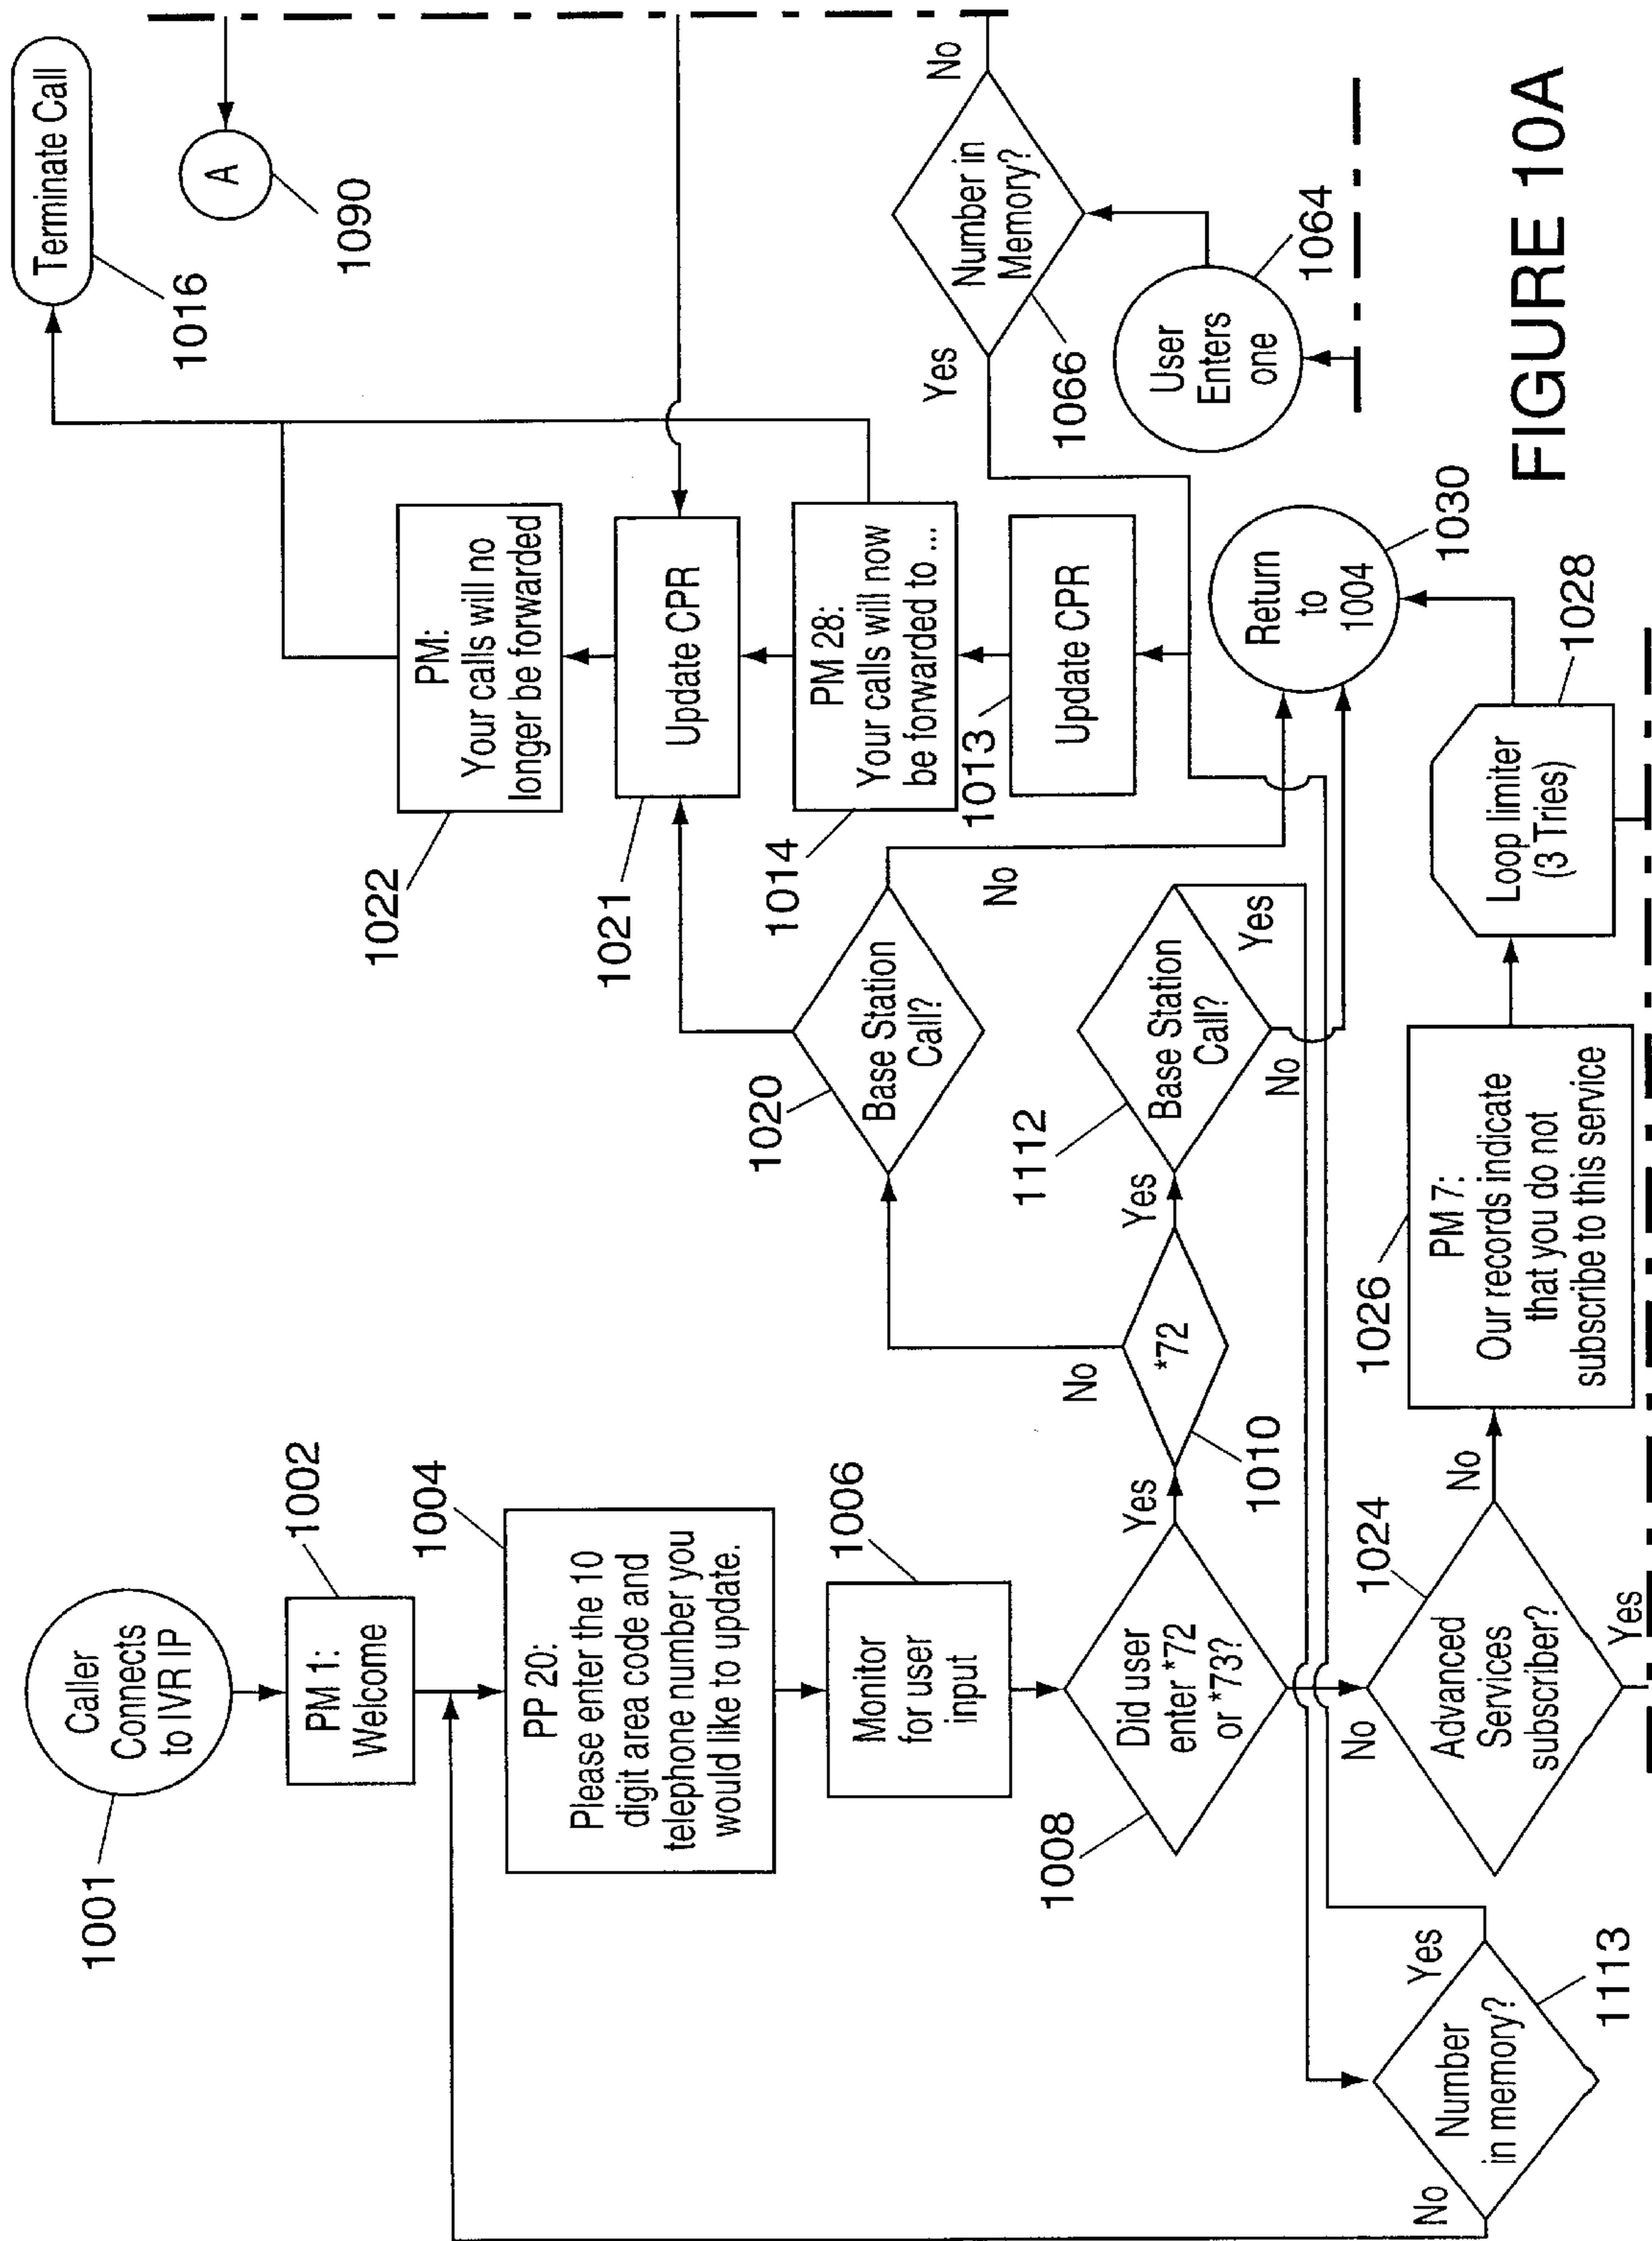 Caller
Connects
to IVR IP
1001
PM 1:
Welcome
1002
PP 20:
Please enter the 10
digit area code and
telephone number you
would like to update.
1004
Monitor
for user
input
1006
Did user
enter *72
or *73?
1008
Yes
No
*72
1010
No
Yes
Base Station
Call?
1020
No
Base Station
Call?
1112
Yes
No
Number
in memory?
1113
Yes
No
Advanced
Services
subscriber?
1024
No
Yes
PM 7:
Our records indicate
that you do not
subscribe to this service
1026
Loop limiter
(3 Tries)
1028
Return
to
1004
1030
PM:
Your calls will no
longer be forwarded
1022
Update CPR
1021
PM 28:
Your calls will now
be forwarded to ...
1014
Update CPR
1013
Terminate Call
1016
A
1090
Number in
Memory?
1066
Yes
No
User
Enters
one
1064
FIGURE 10A